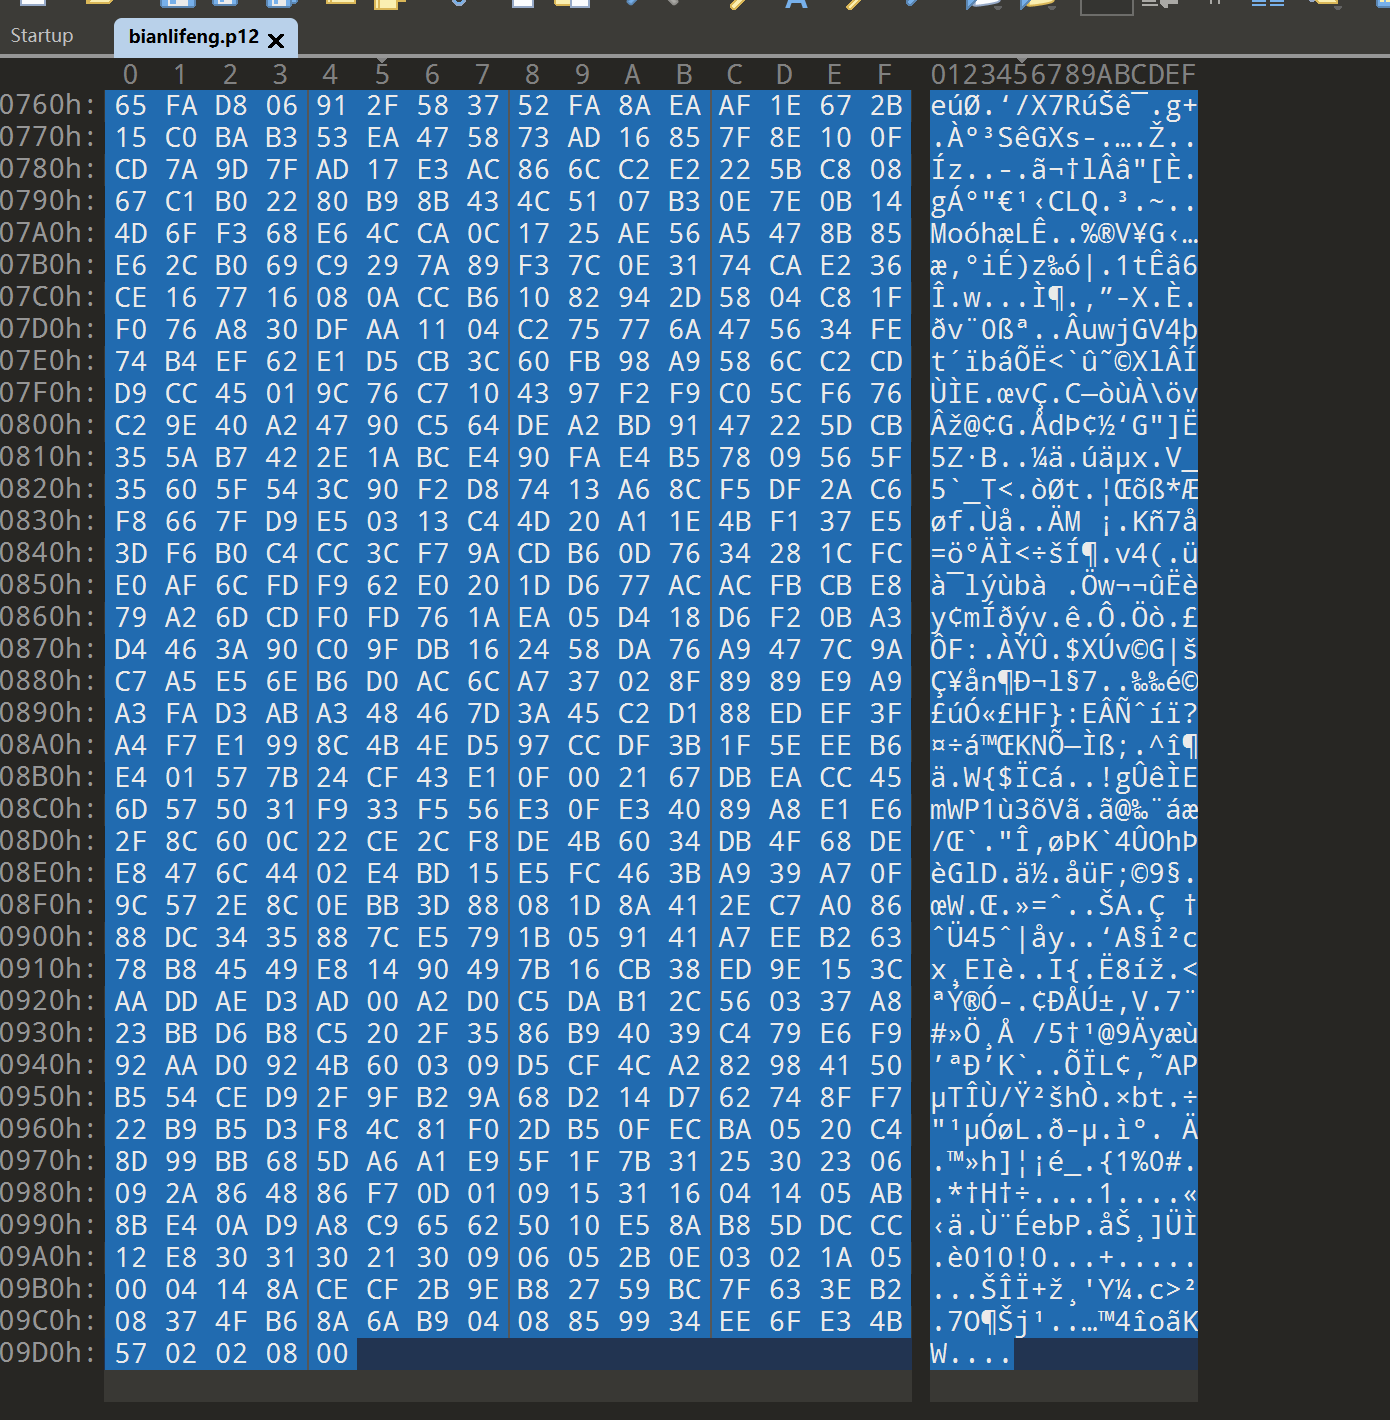 Startup bianlifeng.p12
0 1 2 3 4 5 6 7 8 9 A B C D E F 0123456789ABCDEF
0760h: 65 FA D8 06 91 2F 58 37 52 FA 8A EA AF 1E 67 2B eúØ.‘/X7RúŠê¯.g+
0770h: 15 C0 BA B3 53 EA 47 58 73 AD 16 85 7F 8E 10 0F .Àº³SêGXs-.….Ž..
0780h: CD 7A 9D 7F AD 17 E3 AC 86 6C C2 E2 22 5B C8 08 Íz..-.ã¬†lÂâ"[È.
0790h: 67 C1 B0 22 80 B9 8B 43 4C 51 07 B3 0E 7E 0B 14 gÁ°"€¹‹CLQ.³.~..
07A0h: 4D 6F F3 68 E6 4C CA 0C 17 25 AE 56 A5 47 8B 85 MoóhæLÊ..%®V¥G‹…
07B0h: E6 2C B0 69 C9 29 7A 89 F3 7C 0E 31 74 CA E2 36 æ,°iÉ)z‰ó|.1tÊâ6
07C0h: CE 16 77 16 08 0A CC B6 10 82 94 2D 58 04 C8 1F Î.w...Ì¶.‚”-X.È.
07D0h: F0 76 A8 30 DF AA 11 04 C2 75 77 6A 47 56 34 FE ðv¨0ßª..ÂuwjGV4þ
07E0h: 74 B4 EF 62 E1 D5 CB 3C 60 FB 98 A9 58 6C C2 CD t´ïbáÕË<`û˜©XlÂÍ
07F0h: D9 CC 45 01 9C 76 C7 10 43 97 F2 F9 C0 5C F6 76 ÙÌE.œvÇ.C—òùÀ\öv
0800h: C2 9E 40 A2 47 90 C5 64 DE A2 BD 91 47 22 5D CB Âž@¢G.ÅdÞ¢½‘G"]Ë
0810h: 35 5A B7 42 2E 1A BC E4 90 FA E4 B5 78 09 56 5F 5Z·B..¼ä.úäµx.V_
0820h: 35 60 5F 54 3C 90 F2 D8 74 13 A6 8C F5 DF 2A C6 5`_T<.òØt.¦Œõß*Æ
0830h: F8 66 7F D9 E5 03 13 C4 4D 20 A1 1E 4B F1 37 E5 øf.Ùå..ÄM ¡.Kñ7å
0840h: 3D F6 B0 C4 CC 3C F7 9A CD B6 0D 76 34 28 1C FC =ö°ÄÌ<÷šÍ¶.v4(.ü
0850h: E0 AF 6C FD F9 62 E0 20 1D D6 77 AC AC FB CB E8 à¯lýùbà .Öw¬¬ûËè
0860h: 79 A2 6D CD F0 FD 76 1A EA 05 D4 18 D6 F2 0B A3 y¢mÍðýv.ê.Ô.Öò.£
0870h: D4 46 3A 90 C0 9F DB 16 24 58 DA 76 A9 47 7C 9A ÔF:.ÀŸÛ.$XÚv©G|š
0880h: C7 A5 E5 6E B6 D0 AC 6C A7 37 02 8F 89 89 E9 A9 Ç¥ån¶Ð¬l§7..‰‰é©
0890h: A3 FA D3 AB A3 48 46 7D 3A 45 C2 D1 88 ED EF 3F £úÓ«£HF}:EÂÑˆíï?
08A0h: A4 F7 E1 99 8C 4B 4E D5 97 CC DF 3B 1F 5E EE B6 ¤÷á™ŒKNÕ—Ìß;.^î¶
08B0h: E4 01 57 7B 24 CF 43 E1 0F 00 21 67 DB EA CC 45 ä.W{$ÏCá..!gÛêÌE
08C0h: 6D 57 50 31 F9 33 F5 56 E3 0F E3 40 89 A8 E1 E6 mWP1ù3õVã.ã@‰¨áæ
08D0h: 2F 8C 60 0C 22 CE 2C F8 DE 4B 60 34 DB 4F 68 DE /Œ`."Î,øÞK`4ÛOhÞ
08E0h: E8 47 6C 44 02 E4 BD 15 E5 FC 46 3B A9 39 A7 0F èGlD.ä½.åüF;©9§.
08F0h: 9C 57 2E 8C 0E BB 3D 88 08 1D 8A 41 2E C7 A0 86 œW.Œ.»=ˆ..ŠA.Ç †
0900h: 88 DC 34 35 88 7C E5 79 1B 05 91 41 A7 EE B2 63 ˆÜ45ˆ|åy..‘A§î²c
0910h: 78 B8 45 49 E8 14 90 49 7B 16 CB 38 ED 9E 15 3C x¸EIè..I{.Ë8íž.<
0920h: AA DD AE D3 AD 00 A2 D0 C5 DA B1 2C 56 03 37 A8 ªÝ®Ó-.¢ÐÅÚ±,V.7¨
0930h: 23 BB D6 B8 C5 20 2F 35 86 B9 40 39 C4 79 E6 F9 #»Ö¸Å /5†¹@9Äyæù
0940h: 92 AA D0 92 4B 60 03 09 D5 CF 4C A2 82 98 41 50 ’ªÐ’K`..ÕÏL¢‚˜AP
0950h: B5 54 CE D9 2F 9F B2 9A 68 D2 14 D7 62 74 8F F7 µTÎÙ/Ÿ²šhÒ.×bt.÷
0960h: 22 B9 B5 D3 F8 4C 81 F0 2D B5 0F EC BA 05 20 C4 "¹µÓøL.ð-µ.ìº. Ä
0970h: 8D 99 BB 68 5D A6 A1 E9 5F 1F 7B 31 25 30 23 06 .™»h]¦¡é_.{1%0#.
0980h: 09 2A 86 48 86 F7 0D 01 09 15 31 16 04 14 05 AB .*†H†÷....1....«
0990h: 8B E4 0A D9 A8 C9 65 62 50 10 E5 8A B8 5D DC CC ‹ä.Ù¨ÉebP.åŠ¸]ÜÌ
09A0h: 12 E8 30 31 30 21 30 09 06 05 2B 0E 03 02 1A 05 .è010!0...+.....
09B0h: 00 04 14 8A CE CF 2B 9E B8 27 59 BC 7F 63 3E B2 ...ŠÎÏ+ž¸'Y¼.c>²
09C0h: 08 37 4F B6 8A 6A B9 04 08 85 99 34 EE 6F E3 4B .7O¶Šj¹..…™4îoãK
09D0h: 57 02 02 08 00 W....